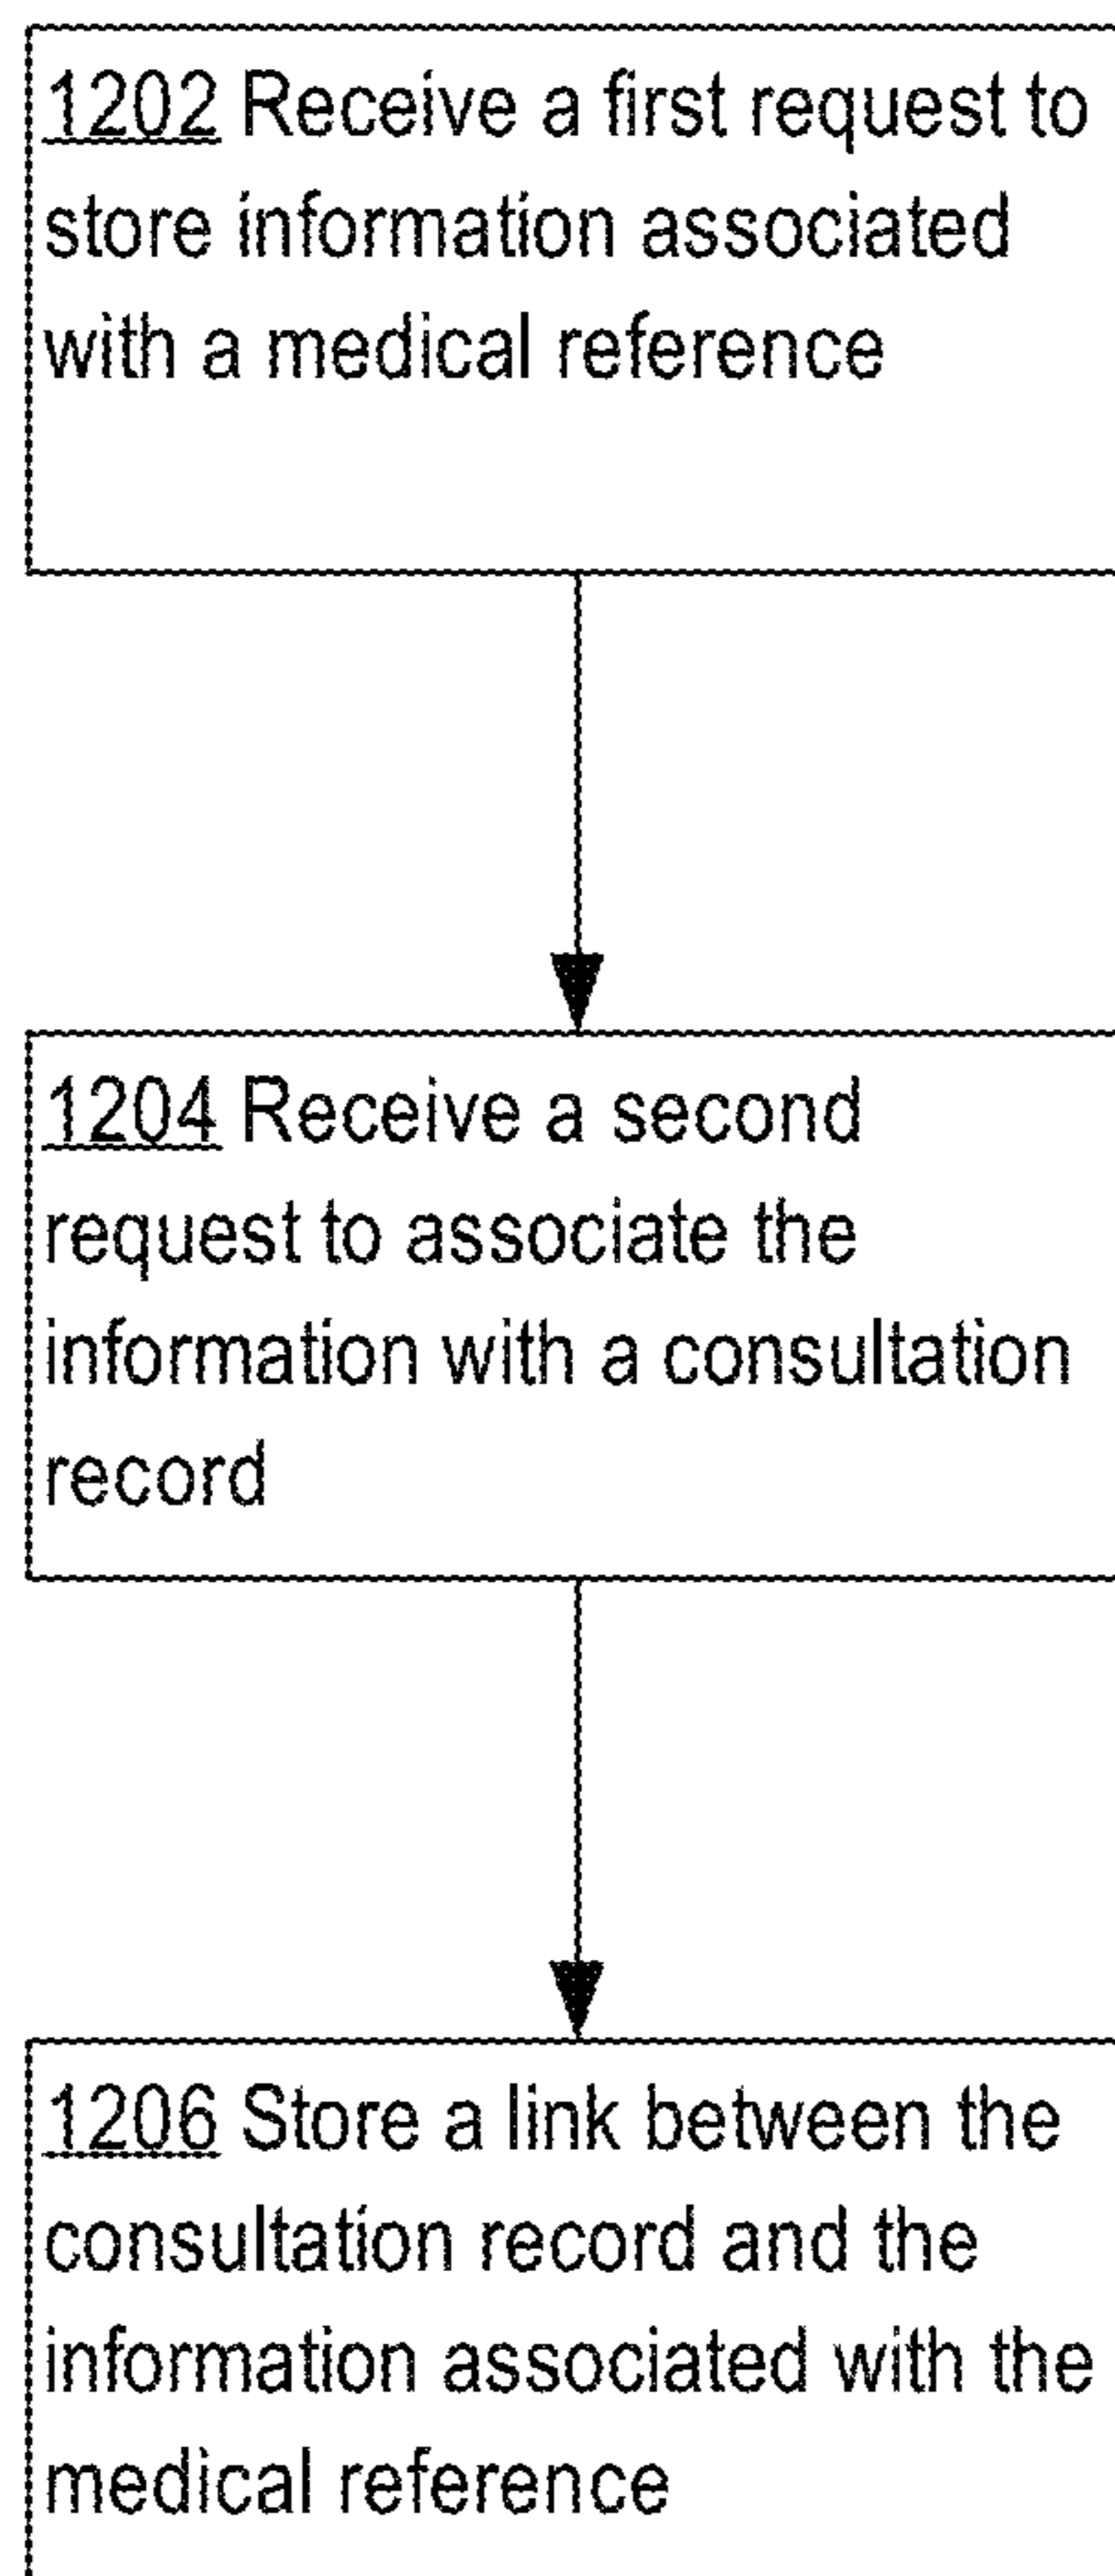 1202 Receive a first request to
store information associated
with a medical reference
1204 Receive a second
request to associate the
information with a consultation
record
1206 Store a link between the
consultation record and the
information associated with the
medical reference